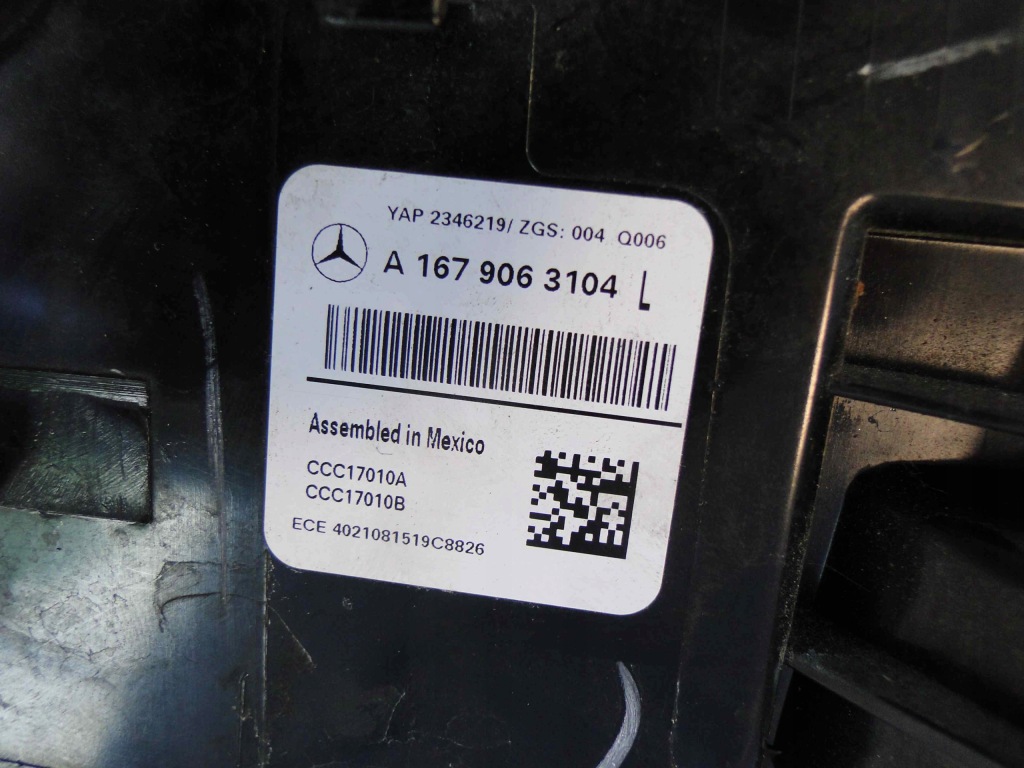 YAP 2346219/ ZGS: 004 Q006
A 167 906 3104 L
Assembled in Mexico
CCC17010A
CCC17010B
ECE 4021081519C8826